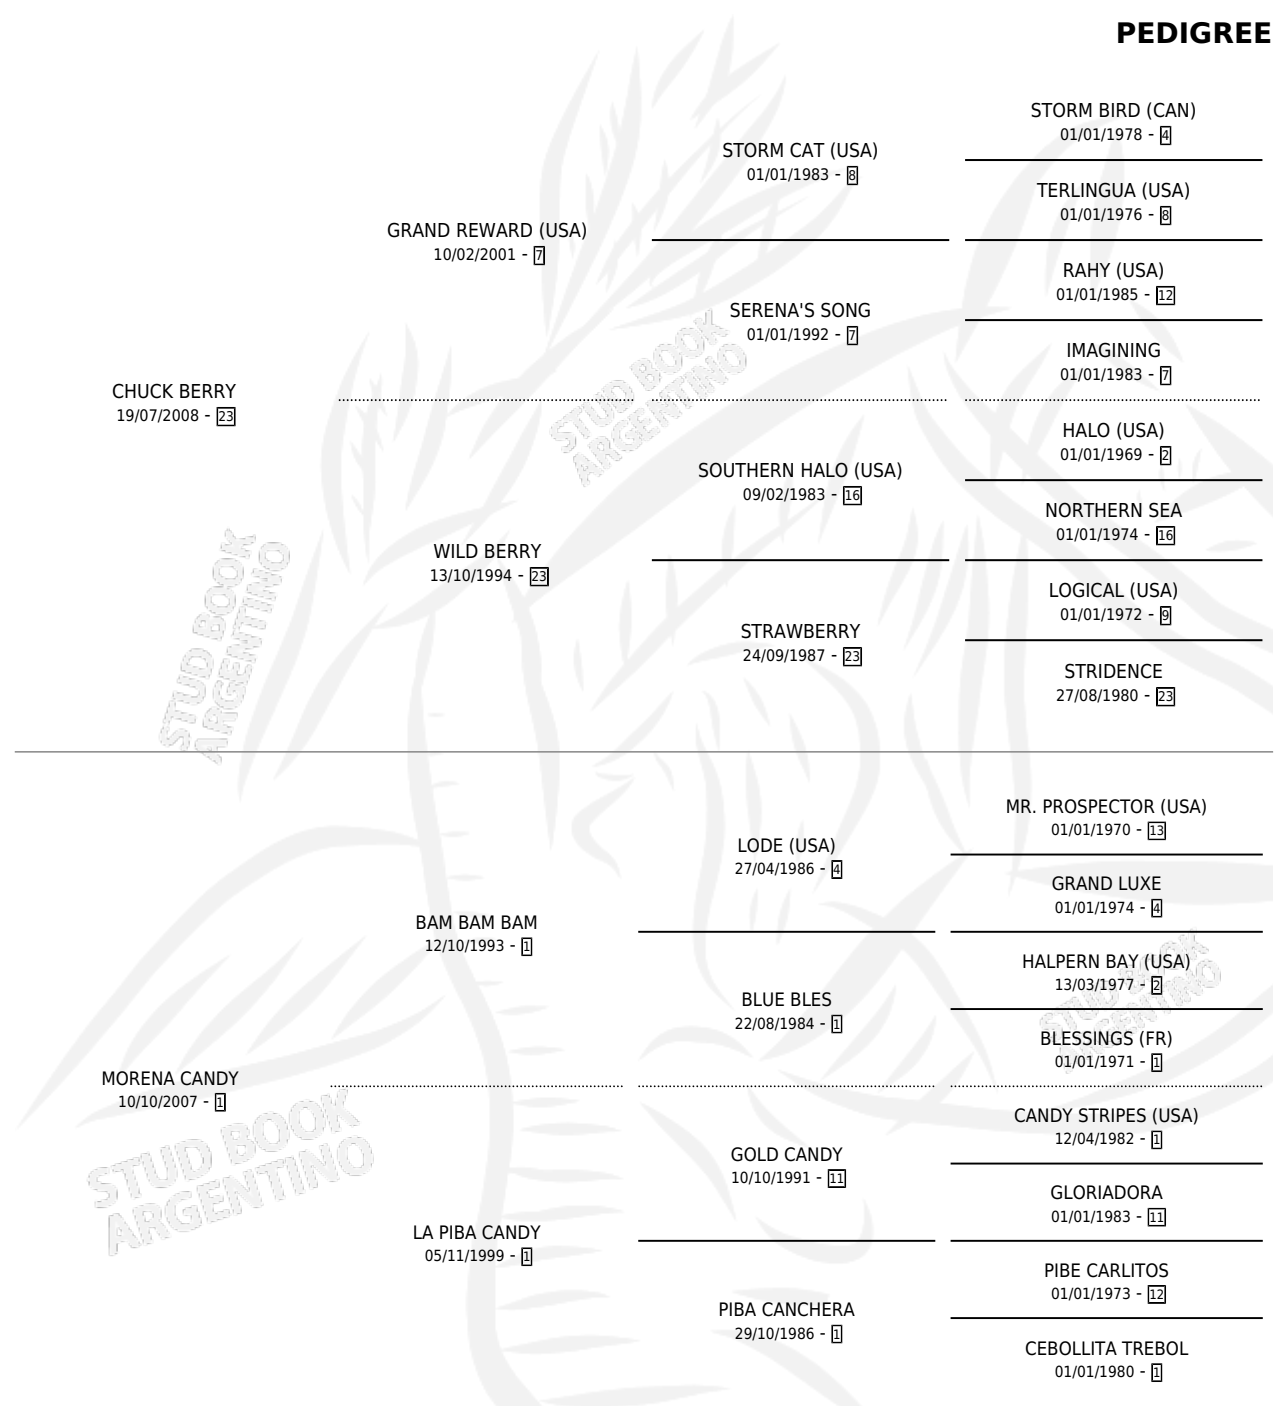 PEDIGREE
STORM BIRD (CAN)
01/01/1978 - 4
STORM CAT (USA)
01/01/1983 - 8
TERLINGUA (USA)
01/01/1976 - 8
GRAND REWARD (USA)
10/02/2001 - 7
RAHY (USA)
01/01/1985 - 12
SERENA'S SONG
01/01/1992 - 7
IMAGINING
01/01/1983 - 7
CHUCK BERRY
19/07/2008 - 23
STUD BOOK
ARGENTINO
HALO (USA)
01/01/1969 - 2
SOUTHERN HALO (USA)
09/02/1983 - 16
NORTHERN SEA
01/01/1974 - 16
WILD BERRY
13/10/1994 - 23
LOGICAL (USA)
01/01/1972 - 9
STRAWBERRY
24/09/1987 - 23
STRIDENCE
27/08/1980 - 23
STUD BOOK
ARGENTINO
MR. PROSPECTOR (USA)
01/01/1970 - 13
LODE (USA)
27/04/1986 - 4
GRAND LUXE
01/01/1974 - 4
BAM BAM BAM
12/10/1993 - 1
HALPERN BAY (USA)
13/03/1977 - 2
BLUE BLES
22/08/1984 - 1
STUD BOOK
ARGENTINO
BLESSINGS (FR)
01/01/1971 - 1
MORENA CANDY
10/10/2007 - 1
CANDY STRIPES (USA)
12/04/1982 - 1
GOLD CANDY
10/10/1991 - 11
STUD BOOK
ARGENTINO
GLORIADORA
01/01/1983 - 11
LA PIBA CANDY
05/11/1999 - 1
PIBE CARLITOS
01/01/1973 - 12
PIBA CANCHERA
29/10/1986 - 1
CEBOLLITA TREBOL
01/01/1980 - 1